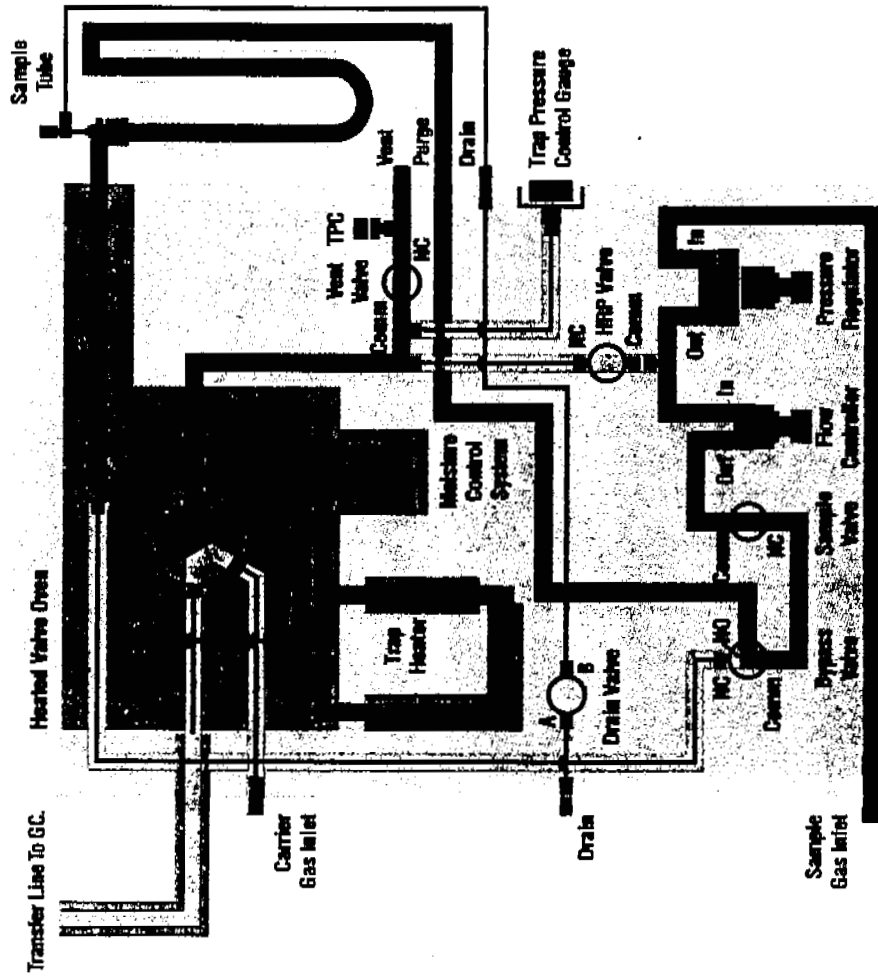 Transfer Line To GC.
Heated Valve Oven
Sample
Tube
Carrier
Gas Inlet
Trap
Heater
Moisture
Control
System
Comm
Vent
Valve
TPC
NC
Vent
Purge
Drain
Trap Pressure
Control Gauge
Drain
A
B
Drain Valve
NC
HRP Valve
Comm
NC
NO
Comm
Bypass
Valve
Comm
NC
Sample
Valve
Out
In
Flow
Controller
Out
In
Pressure
Regulator
Sample
Gas Inlet